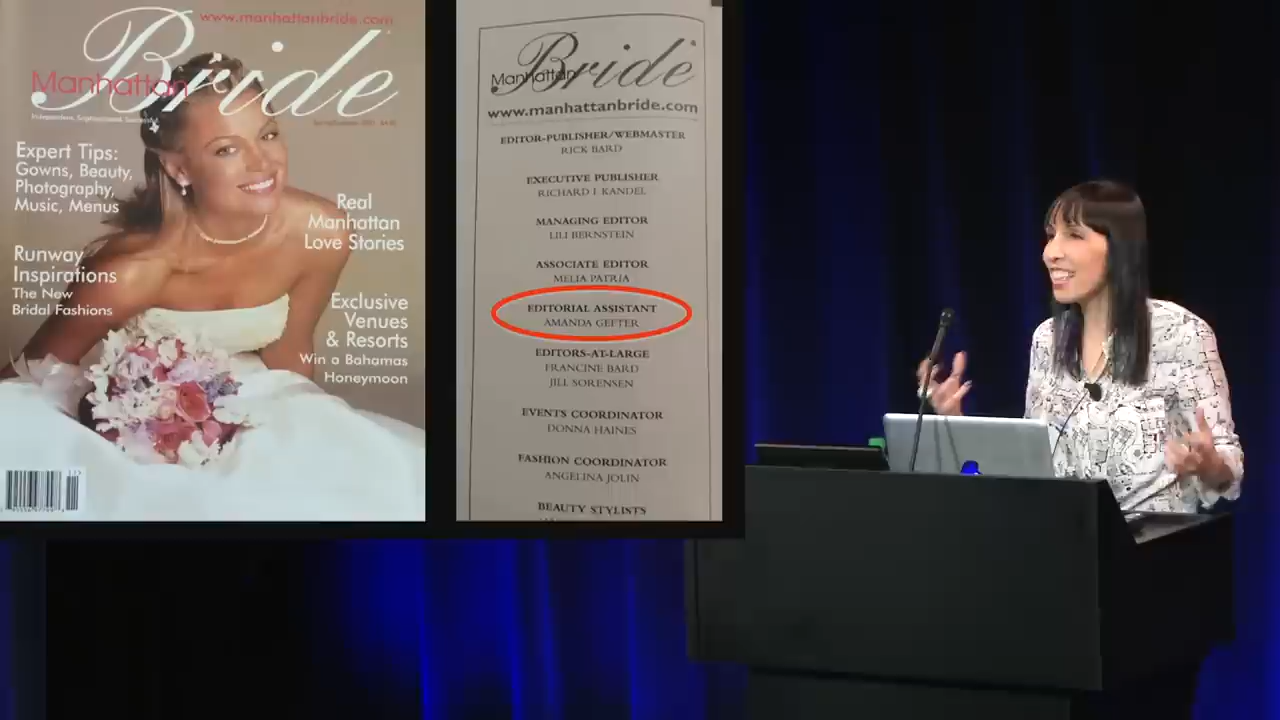 www.manhattanbride.com
Bride
Manhattan
Expert Tips:
Gowns, Beauty,
Photography,
Music, Menus
Real
Manhattan
Love Stories
Runway
Inspirations
The New
Bridal Fashions
Exclusive
Venues
& Resorts
Win a Bahamas
Honeymoon
Manhattan
Bride
www.manhattanbride.com
EDITOR-PUBLISHER/WEBMASTER
RICK BARD
EXECUTIVE PUBLISHER
RICHARD I. KANDEL
MANAGING EDITOR
LILI BERNSTEIN
ASSOCIATE EDITOR
MELIA PATRIA
EDITORIAL ASSISTANT
AMANDA GEFTER
EDITORS-AT-LARGE
FRANCINE BARD
JILL SORENSEN
EVENTS COORDINATOR
DONNA HAINES
FASHION COORDINATOR
ANGELINA JOLIN
BEAUTY STYLISTS